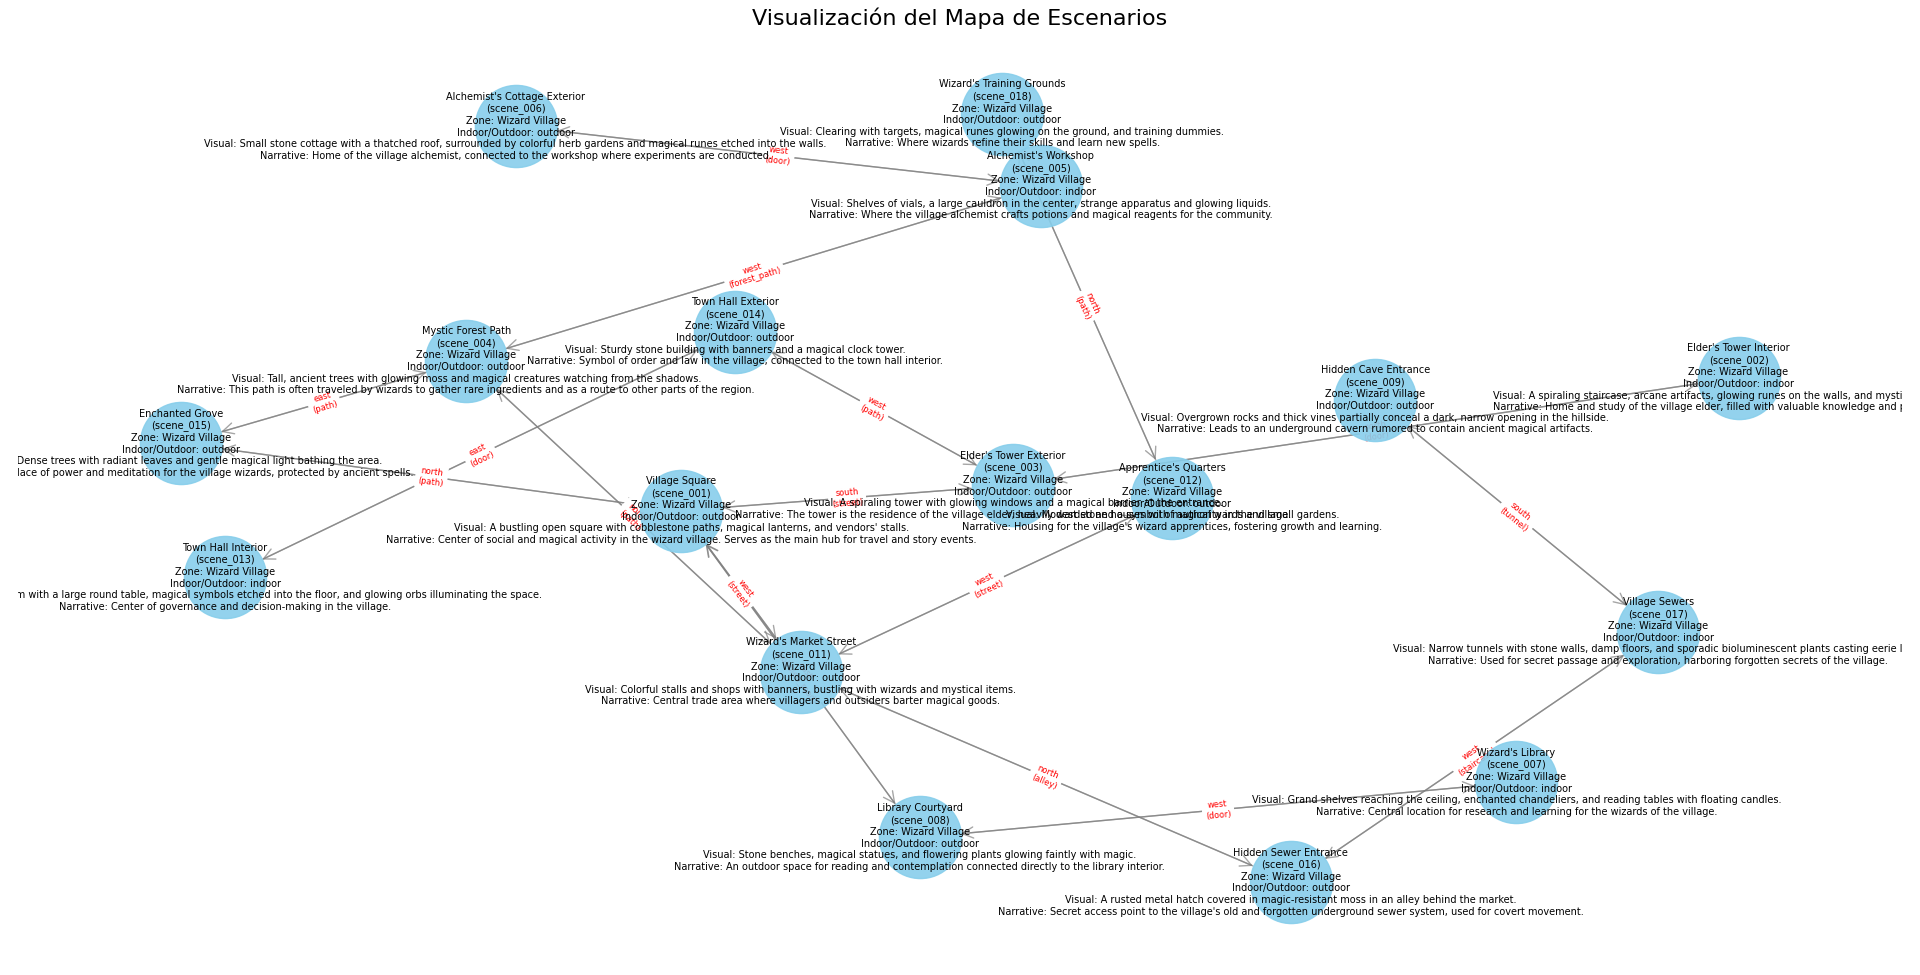 Visualización del Mapa de Escenarios
Alchemist's Cottage Exterior
(scene_006)
Zone: Wizard Village
Indoor/Outdoor: outdoor
Visual: Small stone cottage with a thatched roof, surrounded by colorful herb gardens and magical runes etched into the walls.
Narrative: Home of the village alchemist, connected to the workshop where experiments are conducted.
Wizard's Training Grounds
(scene_018)
Zone: Wizard Village
Indoor/Outdoor: outdoor
Visual: Clearing with targets, magical runes glowing on the ground, and training dummies.
Narrative: Where wizards refine their skills and learn new spells.
west
(door)
Alchemist's Workshop
(scene_005)
Zone: Wizard Village
Indoor/Outdoor: indoor
Visual: Shelves of vials, a large cauldron in the center, strange apparatus and glowing liquids.
Narrative: Where the village alchemist crafts potions and magical reagents for the community.
west
(forest_path)
north
(path)
Town Hall Exterior
(scene_014)
Zone: Wizard Village
Indoor/Outdoor: outdoor
Visual: Sturdy stone building with banners and a magical clock tower.
Narrative: Symbol of order and law in the village, connected to the town hall interior.
Mystic Forest Path
(scene_004)
Zone: Wizard Village
Indoor/Outdoor: outdoor
Visual: Tall, ancient trees with glowing moss and magical creatures watching from the shadows.
Narrative: This path is often traveled by wizards to gather rare ingredients and as a route to other parts of the region.
Elder's Tower Interior
(scene_002)
Zone: Wizard Village
Indoor/Outdoor: indoor
Visual: A spiraling staircase, arcane artifacts, glowing runes on the walls, and mysti
Narrative: Home and study of the village elder, filled with valuable knowledge and
Hidden Cave Entrance
(scene_009)
Zone: Wizard Village
Indoor/Outdoor: outdoor
Visual: Overgrown rocks and thick vines partially conceal a dark, narrow opening in the hillside.
Narrative: Leads to an underground cavern rumored to contain ancient magical artifacts.
east
(path)
west
(path)
Enchanted Grove
(scene_015)
Zone: Wizard Village
Indoor/Outdoor: outdoor
Dense trees with radiant leaves and gentle magical light bathing the area.
lace of power and meditation for the village wizards, protected by ancient spells.
east
(door)
north
(path)
Elder's Tower Exterior
(scene_003)
Zone: Wizard Village
Indoor/Outdoor: outdoor
Visual: A spiraling tower with glowing windows and a magical barrier at the entrance.
Narrative: The tower is the residence of the village elder, heavily warded and a symbol of authority in the village.
Apprentice's Quarters
(scene_012)
Zone: Wizard Village
Indoor/Outdoor: outdoor
Visual: Modest stone houses with magical wards and small gardens.
Narrative: Housing for the village's wizard apprentices, fostering growth and learning.
Village Square
(scene_001)
Zone: Wizard Village
Indoor/Outdoor: outdoor
Visual: A bustling open square with cobblestone paths, magical lanterns, and vendors' stalls.
Narrative: Center of social and magical activity in the wizard village. Serves as the main hub for travel and story events.
south
south
(tunnel)
Town Hall Interior
(scene_013)
Zone: Wizard Village
Indoor/Outdoor: indoor
m with a large round table, magical symbols etched into the floor, and glowing orbs illuminating the space.
Narrative: Center of governance and decision-making in the village.
west
(street)
west
(street)
Village Sewers
(scene_017)
Zone: Wizard Village
Indoor/Outdoor: indoor
Visual: Narrow tunnels with stone walls, damp floors, and sporadic bioluminescent plants casting eerie
Narrative: Used for secret passage and exploration, harboring forgotten secrets of the village.
Wizard's Market Street
(scene_011)
Zone: Wizard Village
Indoor/Outdoor: outdoor
Visual: Colorful stalls and shops with banners, bustling with wizards and mystical items.
Narrative: Central trade area where villagers and outsiders barter magical goods.
north
(alley)
west
Wizard's Library
(scene_007)
Zone: Wizard Village
Indoor/Outdoor: indoor
Visual: Grand shelves reaching the ceiling, enchanted chandeliers, and reading tables with floating candles.
Narrative: Central location for research and learning for the wizards of the village.
west
(door)
Library Courtyard
(scene_008)
Zone: Wizard Village
Indoor/Outdoor: outdoor
Visual: Stone benches, magical statues, and flowering plants glowing faintly with magic.
Narrative: An outdoor space for reading and contemplation connected directly to the library interior.
Hidden Sewer Entrance
(scene_016)
Zone: Wizard Village
Indoor/Outdoor: outdoor
Visual: A rusted metal hatch covered in magic-resistant moss in an alley behind the market.
Narrative: Secret access point to the village's old and forgotten underground sewer system, used for covert movement.